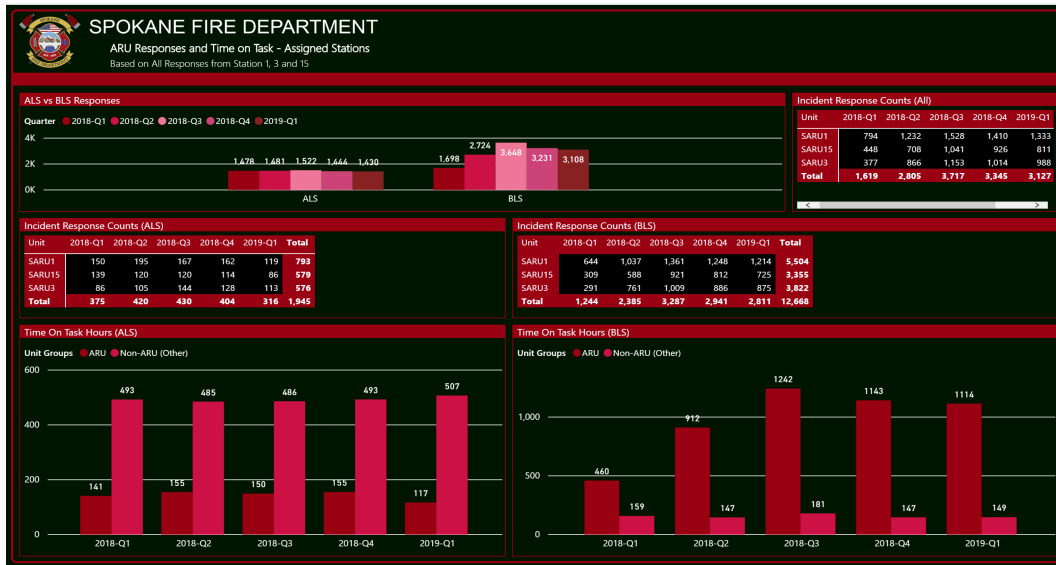 SPOKANE FIRE DEPARTMENT
ARU Responses and Time on Task - Assigned Stations
Based on All Responses from Station 1, 3 and 15
ALS vs BLS Responses
Quarter 2018-Q1 2018-Q2 2018-Q3 2018-Q4 2019-Q1
4K
2K
0K
1,478 1,481 1,522 1,444 1,430
1,698 2,724 3,648 3,231 3,108
ALS BLS
Incident Response Counts (All)
Unit 2018-Q1 2018-Q2 2018-Q3 2018-Q4 2019-Q1
SARU1 794 1,232 1,528 1,410 1,333
SARU15 448 708 1,041 926 811
SARU3 377 866 1,153 1,014 988
Total 1,619 2,805 3,717 3,345 3,127
Incident Response Counts (ALS)
Unit 2018-Q1 2018-Q2 2018-Q3 2018-Q4 2019-Q1 Total
SARU1 150 195 167 162 119 793
SARU15 139 120 120 114 86 579
SARU3 86 105 144 128 113 576
Total 375 420 430 404 316 1,945
Incident Response Counts (BLS)
Unit 2018-Q1 2018-Q2 2018-Q3 2018-Q4 2019-Q1 Total
SARU1 644 1,037 1,361 1,248 1,214 5,504
SARU15 309 588 921 812 725 3,355
SARU3 291 761 1,009 886 875 3,822
Total 1,244 2,385 3,287 2,941 2,811 12,668
Time On Task Hours (ALS)
Unit Groups ARU Non-ARU (Other)
600
400
200
0
141 493 155 485 150 486 155 493 117 507
2018-Q1 2018-Q2 2018-Q3 2018-Q4 2019-Q1
Time On Task Hours (BLS)
Unit Groups ARU Non-ARU (Other)
1,000
500
0
460 159 912 147 1242 181 1143 147 1114 149
2018-Q1 2018-Q2 2018-Q3 2018-Q4 2019-Q1